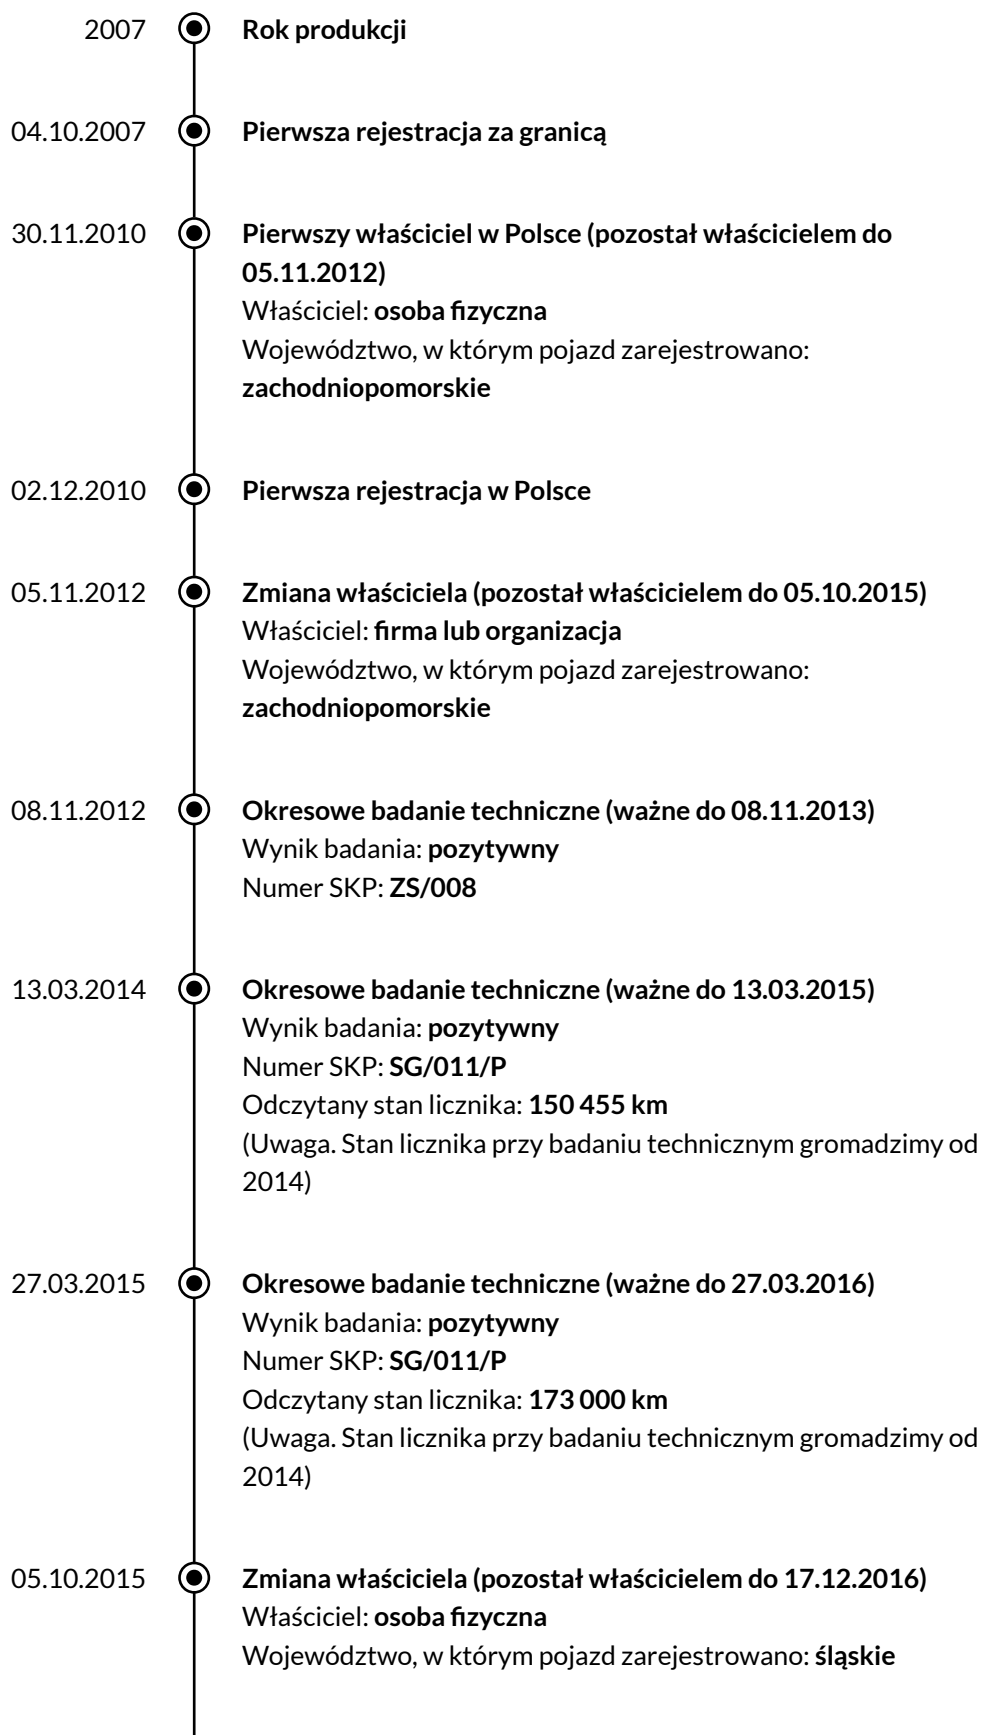 2007 Rok produkcji
04.10.2007 Pierwsza rejestracja za granicą
30.11.2010 Pierwszy właściciel w Polsce (pozostał właścicielem do
05.11.2012)
Właściciel: osoba fizyczna
Województwo, w którym pojazd zarejestrowano:
zachodniopomorskie
02.12.2010 Pierwsza rejestracja w Polsce
05.11.2012 Zmiana właściciela (pozostał właścicielem do 05.10.2015)
Właściciel: firma lub organizacja
Województwo, w którym pojazd zarejestrowano:
zachodniopomorskie
08.11.2012 Okresowe badanie techniczne (ważne do 08.11.2013)
Wynik badania: pozytywny
Numer SKP: ZS/008
13.03.2014 Okresowe badanie techniczne (ważne do 13.03.2015)
Wynik badania: pozytywny
Numer SKP: SG/011/P
Odczytany stan licznika: 150 455 km
(Uwaga. Stan licznika przy badaniu technicznym gromadzimy od
2014)
27.03.2015 Okresowe badanie techniczne (ważne do 27.03.2016)
Wynik badania: pozytywny
Numer SKP: SG/011/P
Odczytany stan licznika: 173 000 km
(Uwaga. Stan licznika przy badaniu technicznym gromadzimy od
2014)
05.10.2015 Zmiana właściciela (pozostał właścicielem do 17.12.2016)
Właściciel: osoba fizyczna
Województwo, w którym pojazd zarejestrowano: śląskie